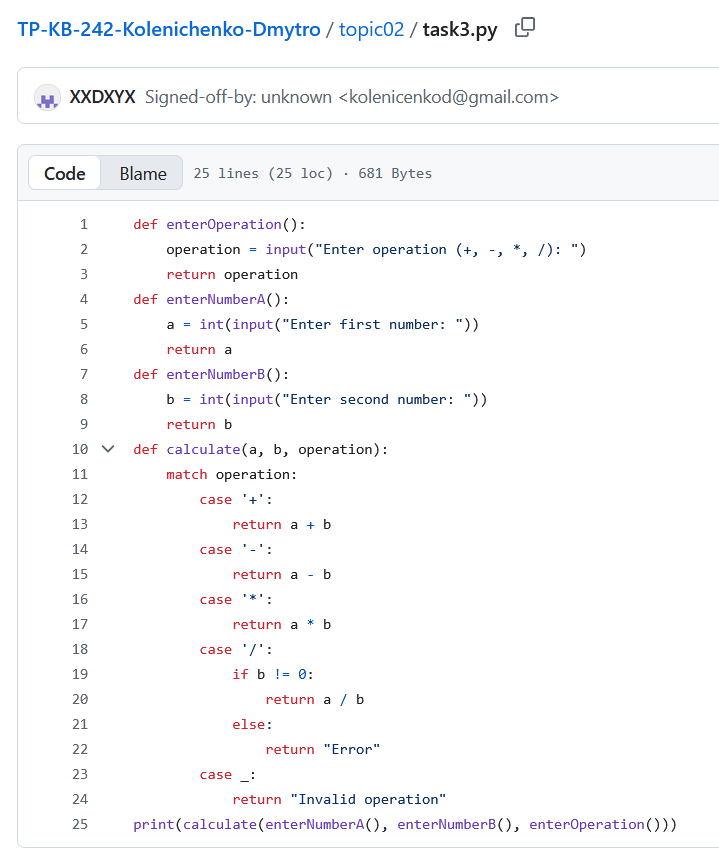 TP-KB-242-Kolenichenko-Dmytro / topic02 / task3.py
XXDXYX Signed-off-by: unknown <kolenicenkod@gmail.com>
Code Blame 25 lines (25 loc) · 681 Bytes
1 def enterOperation():
2     operation = input("Enter operation (+, -, *, /): ")
3     return operation
4 def enterNumberA():
5     a = int(input("Enter first number: "))
6     return a
7 def enterNumberB():
8     b = int(input("Enter second number: "))
9     return b
10 def calculate(a, b, operation):
11     match operation:
12         case '+':
13             return a + b
14         case '-':
15             return a - b
16         case '*':
17             return a * b
18         case '/':
19             if b != 0:
20                 return a / b
21             else:
22                 return "Error"
23         case _:
24             return "Invalid operation"
25 print(calculate(enterNumberA(), enterNumberB(), enterOperation()))